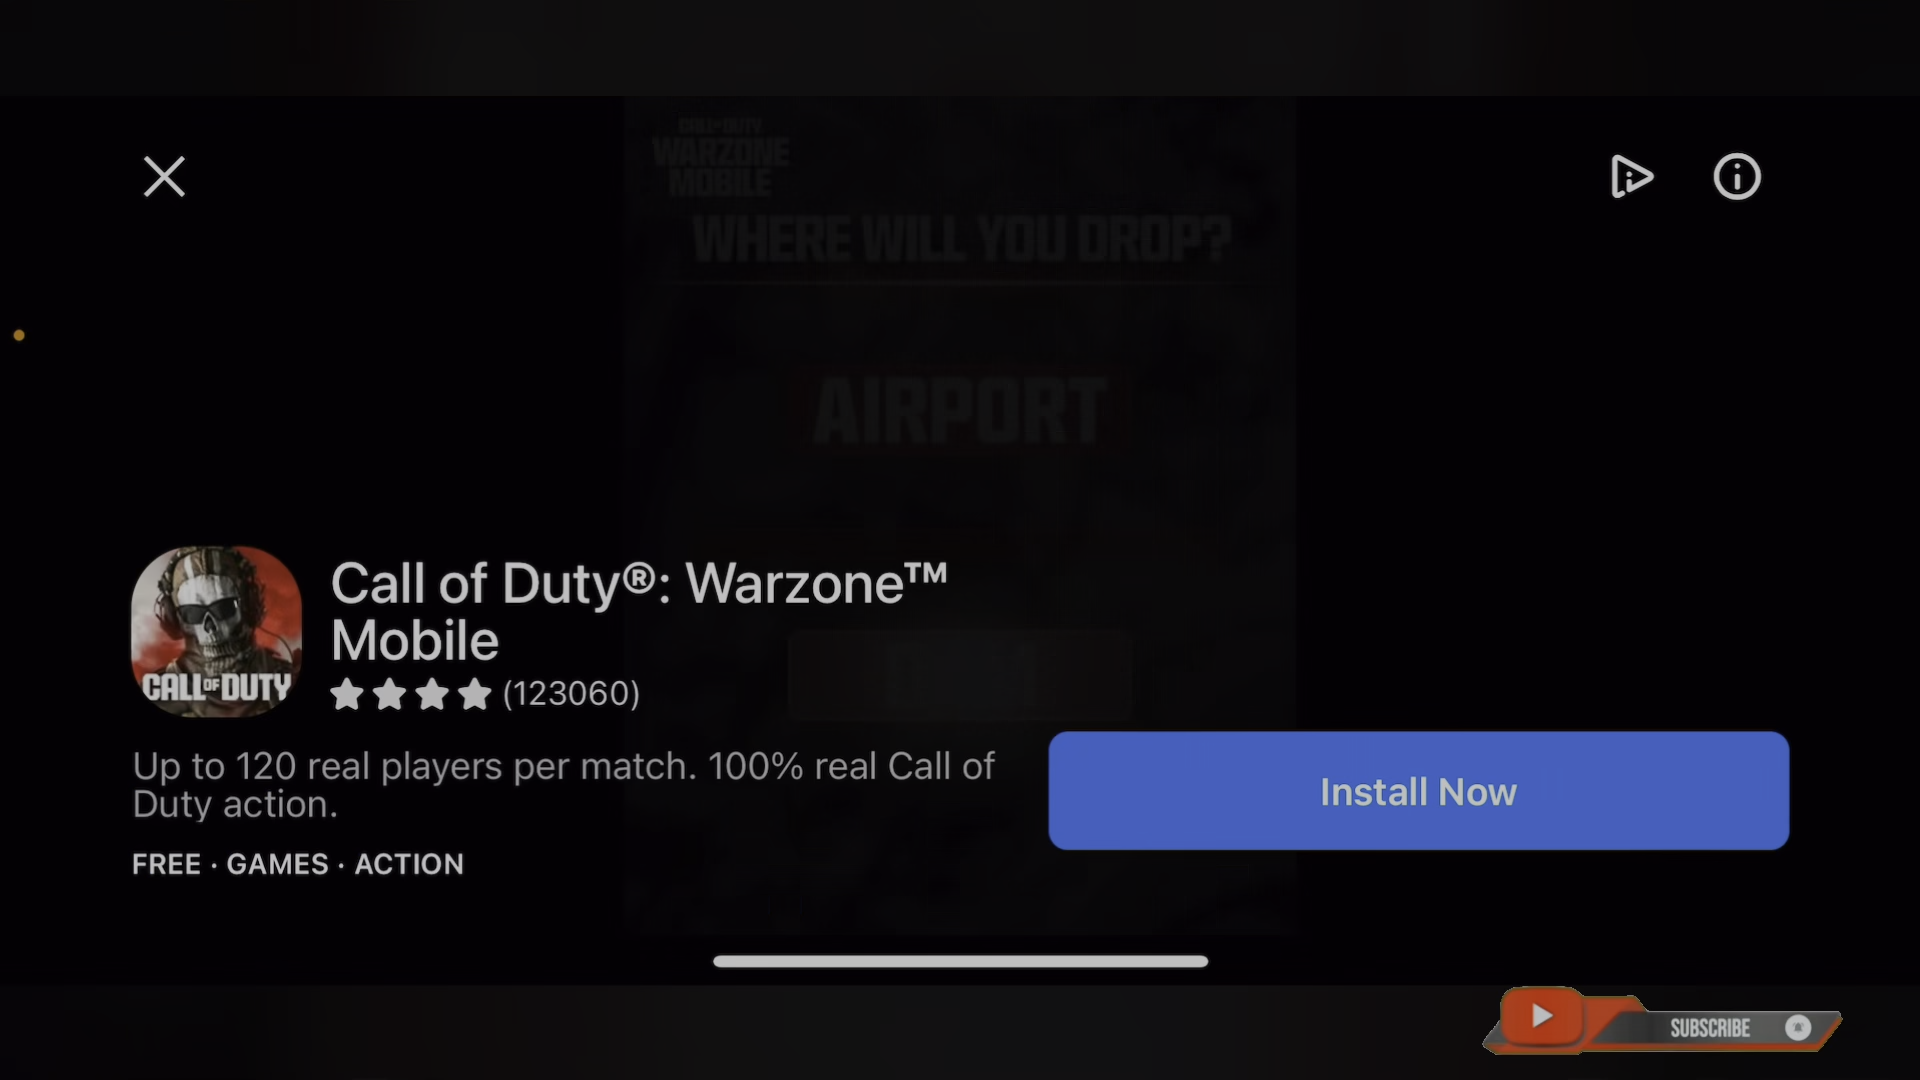 CALL OF DUTY
WARZONE
MOBILE
WHERE WILL YOU DROP?
AIRPORT
CALL OF DUTY
Call of Duty®: Warzone™
Mobile
(123060)
Up to 120 real players per match. 100% real Call of
Duty action.
FREE · GAMES · ACTION
Install Now
SUBSCRIBE